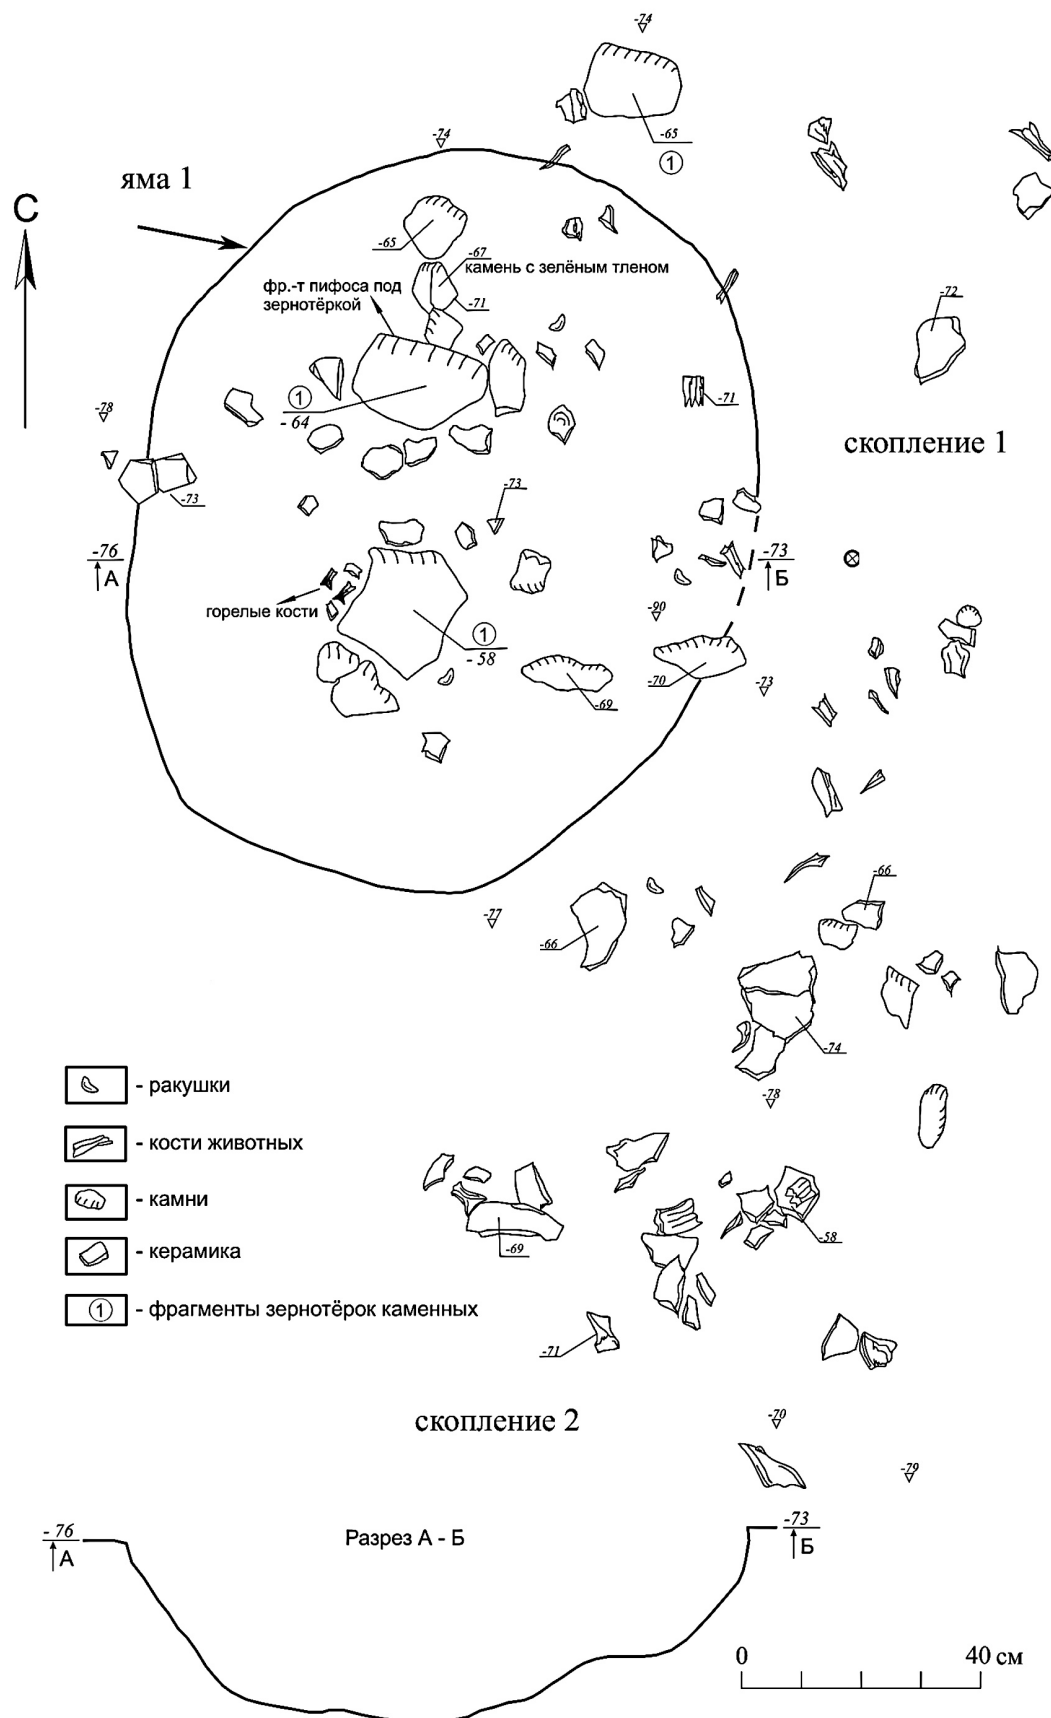 -74
-65
1
-74
яма 1
С
-65
-67
камень с зелёным тленом
фр.-т пифоса под
зернотёркой
-71
-72
1
-64
-71
-78
скопление 1
-73
-73
-76
А
-73
Б
горелые кости
-90
1
-58
-70
-73
-69
-66
-77
-66
-74
-78
- ракушки
- кости животных
- камни
- керамика
1 - фрагменты зернотёрок каменных
-69
-58
-71
скопление 2
-70
-79
-76
А
Разрез А - Б
-73
Б
0 40 см